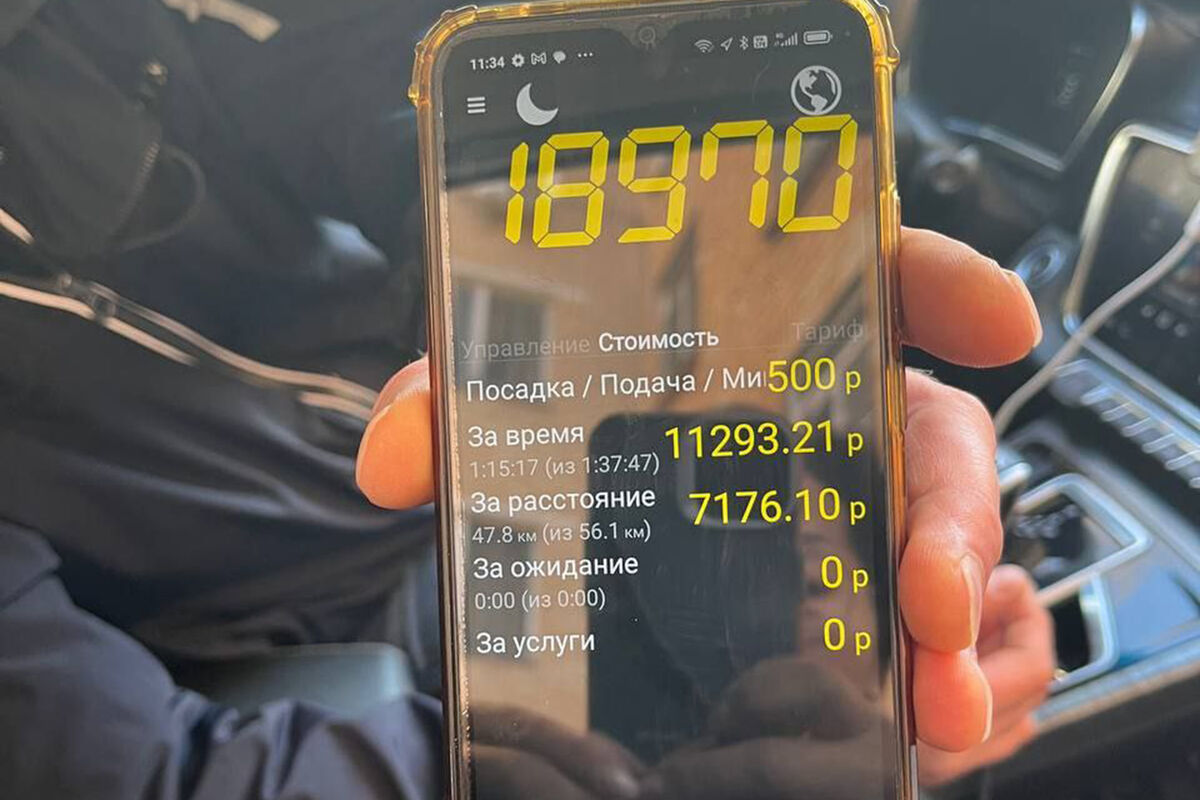 11:34
18970
Управление Стоимость Тариф
Посадка / Подача / Ми 500 р
За время 11293.21 р
1:15:17 (из 1:37:47)
За расстояние 7176.10 р
47.8 км (из 56.1 км)
За ожидание 0 р
0:00 (из 0:00)
За услуги 0 р